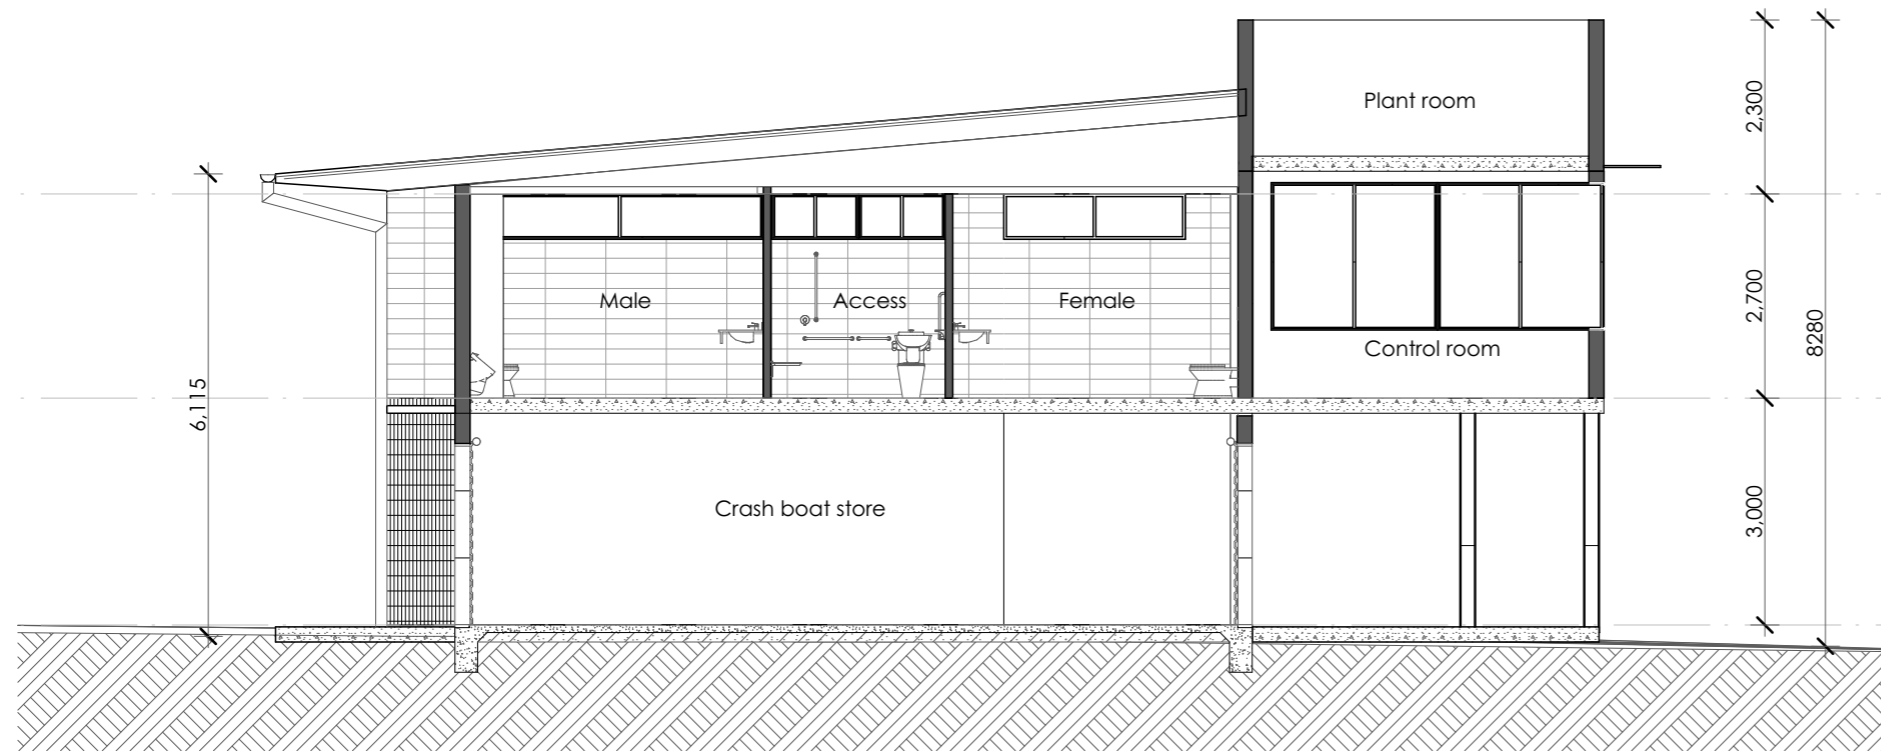 Plant room
2,300
Male
Access
Female
2,700
Control room
8280
6,115
Crash boat store
3,000